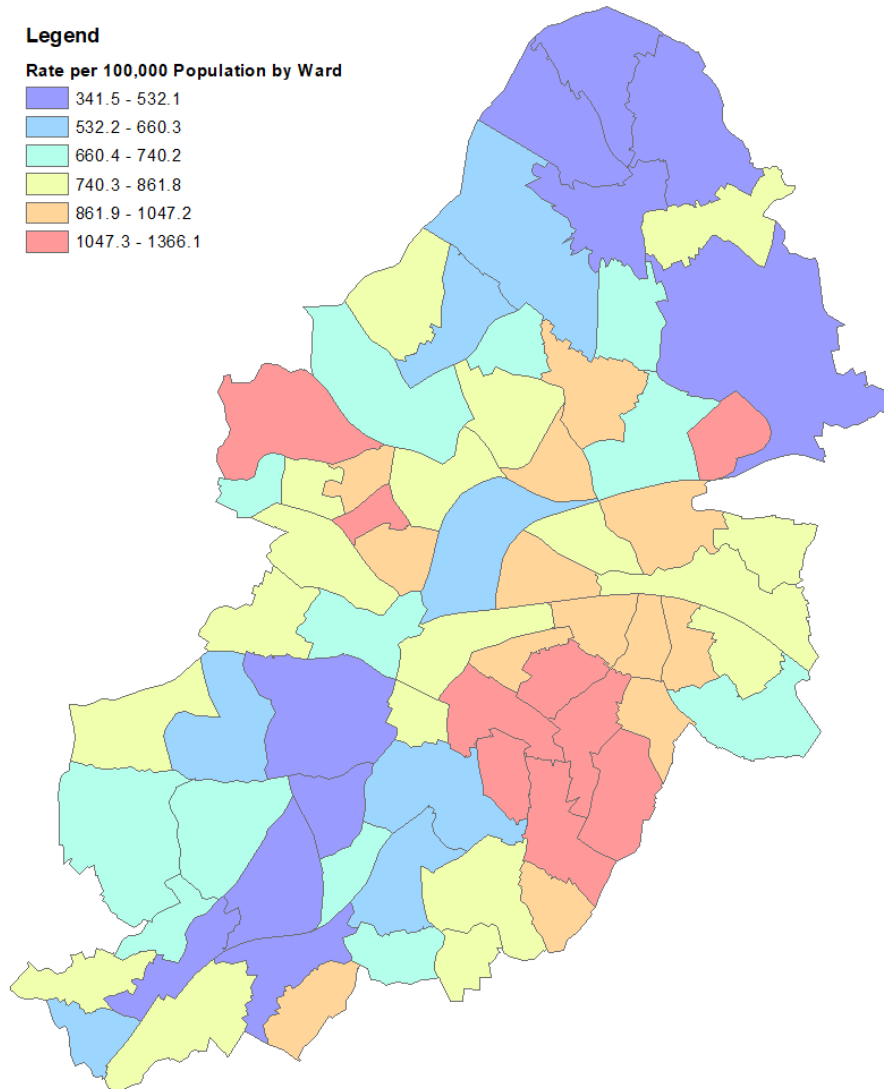 Legend
Rate per 100,000 Population by Ward
341.5 - 532.1
532.2 - 660.3
660.4 - 740.2
740.3 - 861.8
861.9 - 1047.2
1047.3 - 1366.1